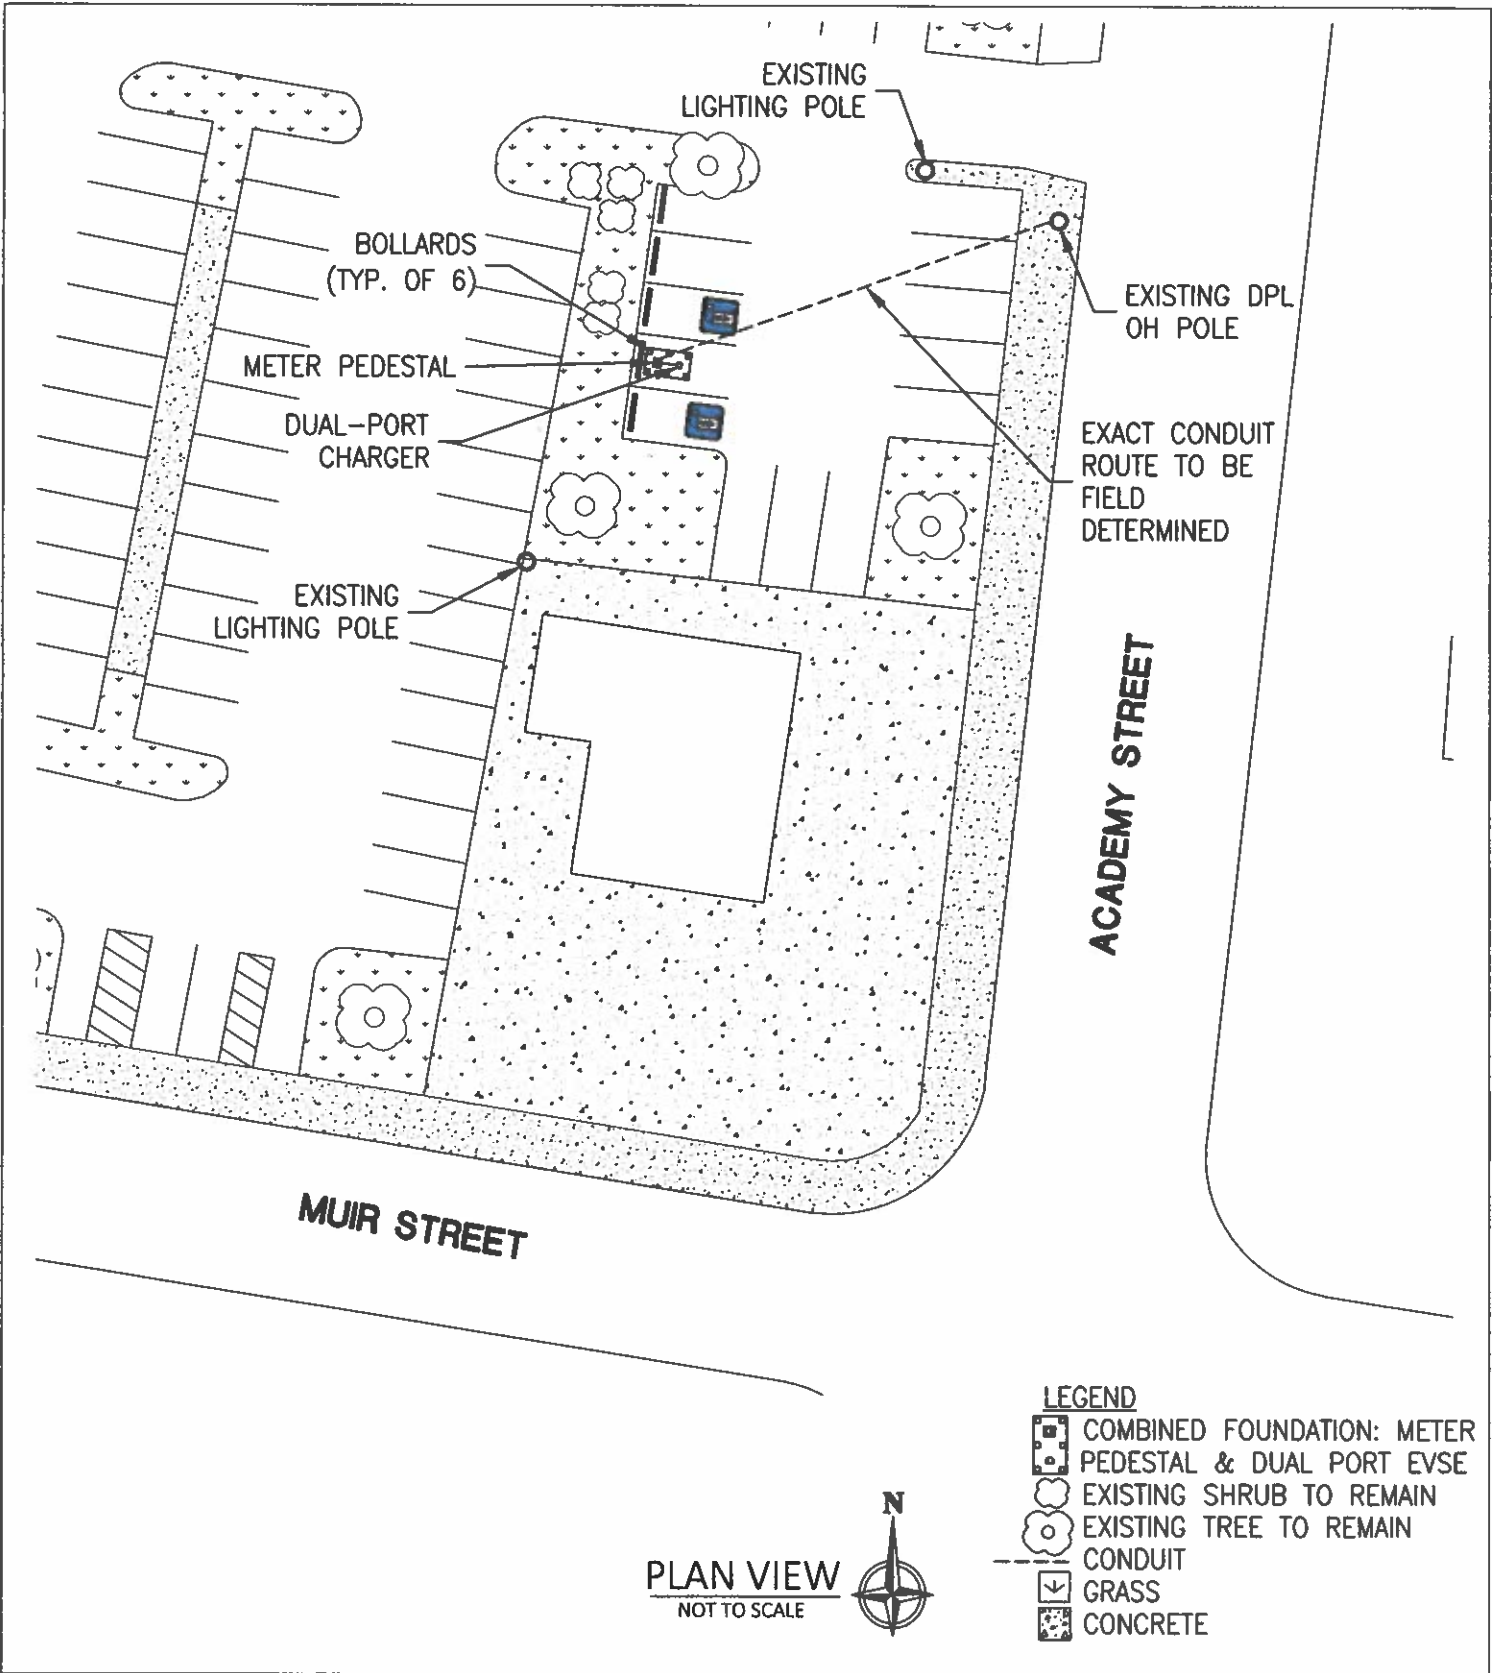 EXISTING
LIGHTING POLE
BOLLARDS
(TYP. OF 6)
METER PEDESTAL
DUAL-PORT
CHARGER
EXISTING DPL
OH POLE
EXACT CONDUIT
ROUTE TO BE
FIELD
DETERMINED
EXISTING
LIGHTING POLE
ACADEMY STREET
MUIR STREET
LEGEND
COMBINED FOUNDATION: METER
PEDESTAL & DUAL PORT EVSE
EXISTING SHRUB TO REMAIN
EXISTING TREE TO REMAIN
CONDUIT
GRASS
CONCRETE
N
PLAN VIEW
NOT TO SCALE